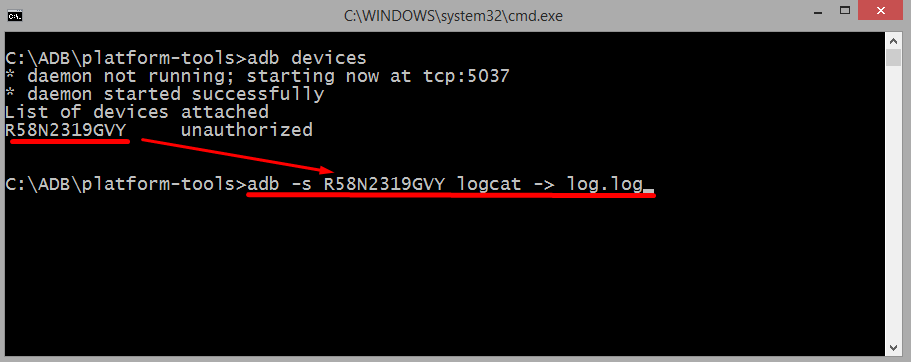 C:\WINDOWS\system32\cmd.exe
C:\ADB\platform-tools>adb devices
* daemon not running; starting now at tcp:5037
* daemon started successfully
List of devices attached
R58N2319GVY unauthorized
C:\ADB\platform-tools>adb -s R58N2319GVY logcat -> log.log_